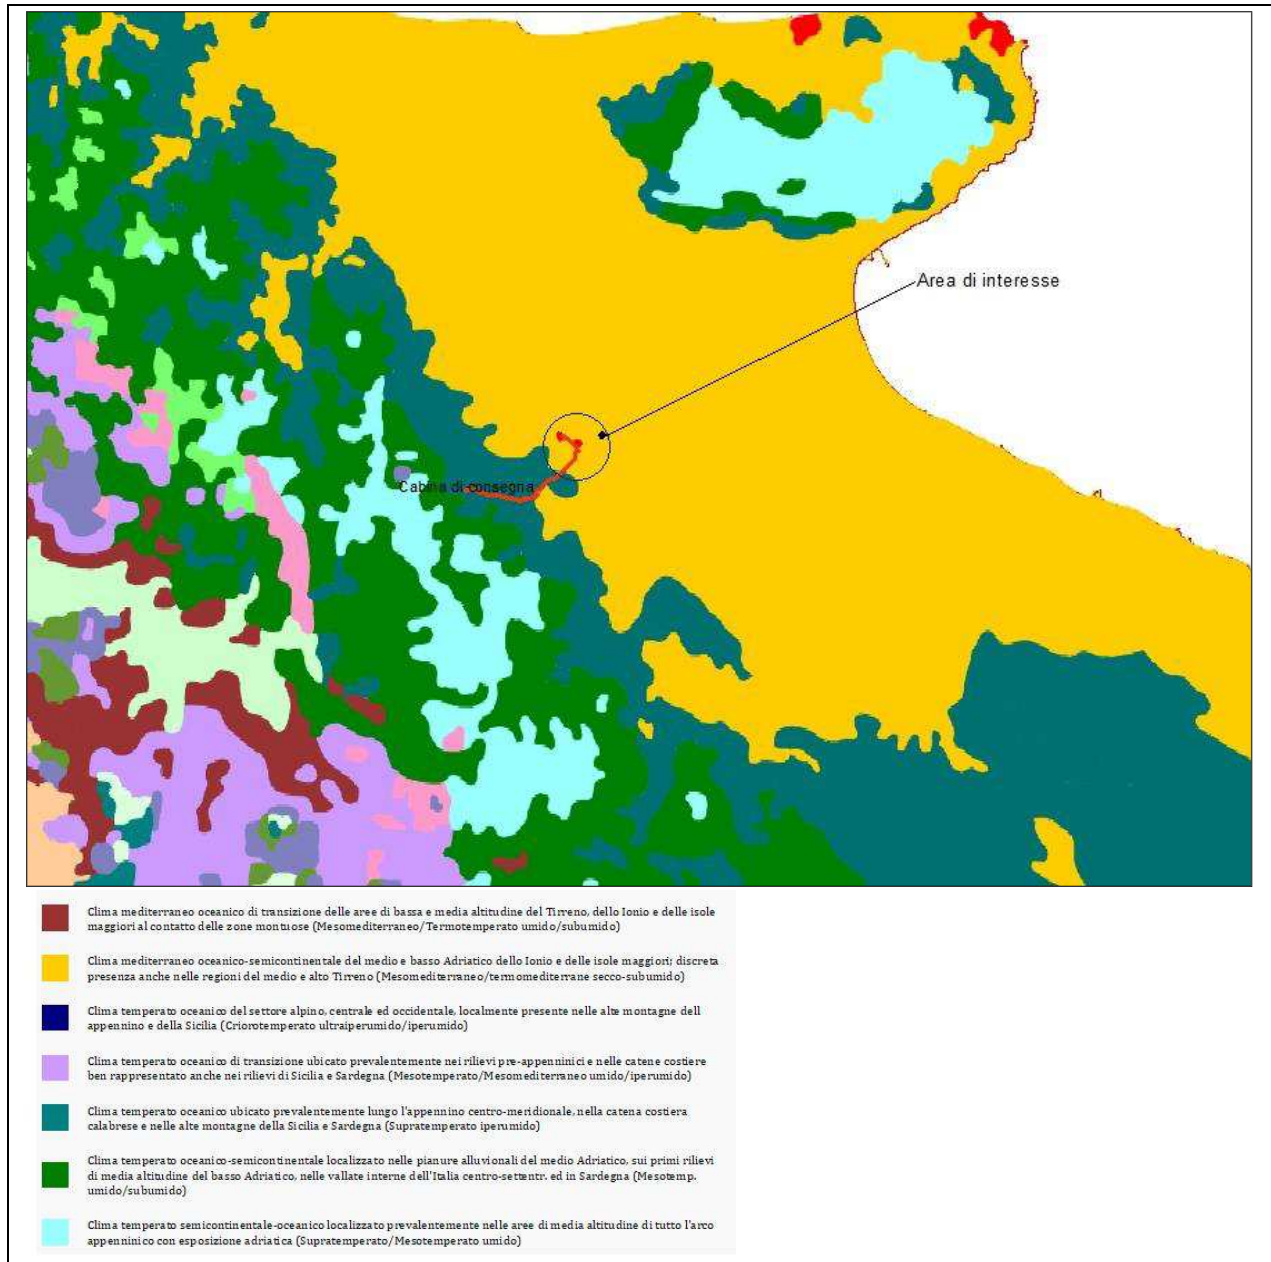 Area di interesse
Cabina di consegna
Clima mediterraneo oceanico di transizione delle aree di bassa e media altitudine del Tirreno, dello Ionio e delle isole
maggiori al contatto delle zone montuose (Mesomediterraneo/Termotemperato umido/subumido)
Clima mediterraneo oceanico-semicontinentale del medio e basso Adriatico dello Ionio e delle isole maggiori; discreta
presenza anche nelle regioni del medio e alto Tirreno (Mesomediterraneo/termomediterrane secco-subumido)
Clima temperato oceanico del settore alpino, centrale ed occidentale, localmente presente nelle alte montagne dell
appennino e della Sicilia (Criorotemperato ultraiperumido/iperumido)
Clima temperato oceanico di transizione ubicato prevalentemente nei rilievi pre-appenninici e nelle catene costiere
ben rappresentato anche nei rilievi di Sicilia e Sardegna (Mesotemperato/Mesomediterraneo umido/iperumido)
Clima temperato oceanico ubicato prevalentemente lungo l'appennino centro-meridionale, nella catena costiera
calabrese e nelle alte montagne della Sicilia e Sardegna (Supratemperato iperumido)
Clima temperato oceanico-semicontinentale localizzato nelle pianure alluvionali del medio Adriatico, sui primi rilievi
di media altitudine del basso Adriatico, nelle vallate interne dell'Italia centro-settentr. ed in Sardegna (Mesotemp.
umido/subumido)
Clima temperato semicontinentale-oceanico localizzato prevalentemente nelle aree di media altitudine di tutto l'arco
appenninico con esposizione adriatica (Supratemperato/Mesotemperato umido)